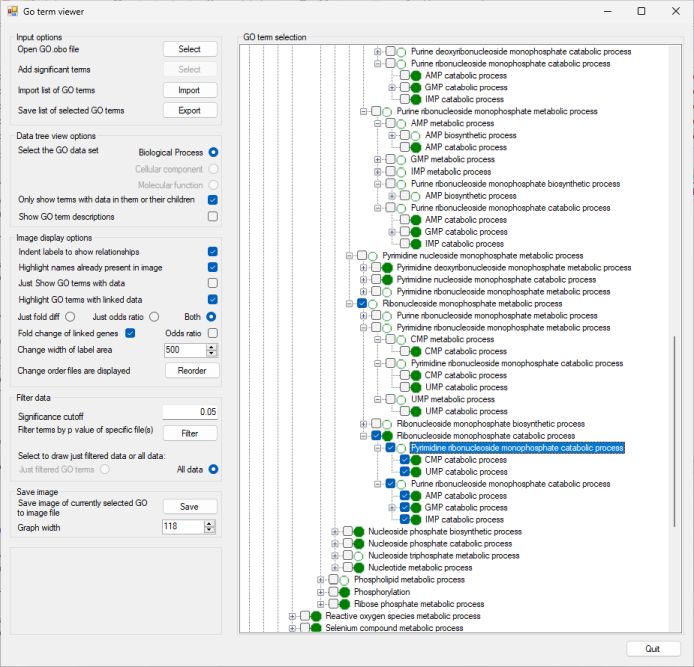 Go term viewer
Input options
Open GO.obo file
Select
Add significant terms
Select
Import list of GO terms
Import
Save list of selected GO terms
Export
Data tree view options
Select the GO data set
Biological Process
Cellular component
Molecular function
Only show terms with data in them or their children
Show GO term descriptions
Image display options
Indent labels to show relationships
Highlight names already present in image
Just Show GO terms with data
Highlight GO terms with linked data
Just fold diff
Just odds ratio
Both
Fold change of linked genes
Odds ratio
Change width of label area
500
Change order files are displayed
Reorder
Filter data
Significance cutoff
0.05
Filter terms by p value of specific file(s)
Filter
Select to draw just filtered data or all data:
Just filtered GO terms
All data
Save image
Save image of currently selected GO
to image file
Save
Graph width
118
GO term selection
Purine deoxyribonucleoside monophosphate catabolic process
Purine ribonucleoside monophosphate catabolic process
AMP catabolic process
GMP catabolic process
IMP catabolic process
Purine ribonucleoside monophosphate metabolic process
AMP metabolic process
AMP biosynthetic process
AMP catabolic process
GMP metabolic process
IMP metabolic process
Purine ribonucleoside monophosphate biosynthetic process
AMP biosynthetic process
Purine ribonucleoside monophosphate catabolic process
AMP catabolic process
GMP catabolic process
IMP catabolic process
Pyrimidine nucleoside monophosphate metabolic process
Pyrimidine deoxyribonucleoside monophosphate metabolic process
Pyrimidine nucleoside monophosphate catabolic process
Pyrimidine ribonucleoside monophosphate metabolic process
Ribonucleoside monophosphate metabolic process
Purine ribonucleoside monophosphate metabolic process
Pyrimidine ribonucleoside monophosphate metabolic process
CMP metabolic process
CMP catabolic process
Pyrimidine ribonucleoside monophosphate catabolic process
CMP catabolic process
UMP catabolic process
UMP metabolic process
UMP catabolic process
Ribonucleoside monophosphate biosynthetic process
Ribonucleoside monophosphate catabolic process
Pyrimidine ribonucleoside monophosphate catabolic process
CMP catabolic process
UMP catabolic process
Purine ribonucleoside monophosphate catabolic process
AMP catabolic process
GMP catabolic process
IMP catabolic process
Nucleoside phosphate biosynthetic process
Nucleoside phosphate catabolic process
Nucleoside triphosphate metabolic process
Nucleotide metabolic process
Phospholipid metabolic process
Phosphorylation
Ribose phosphate metabolic process
Reactive oxygen species metabolic process
Selenium compound metabolic process
Quit